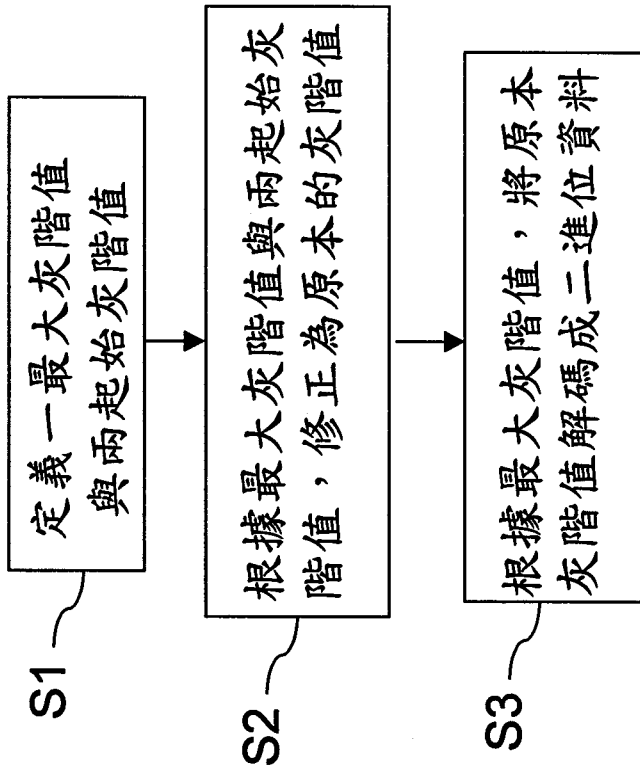 S1
定義一最大灰階值
與兩起始灰階值
S2
根據最大灰階值與兩起始灰
階值，修正為原本的灰階值
S3
根據最大灰階值，將原本
灰階值解碼成二進位資料